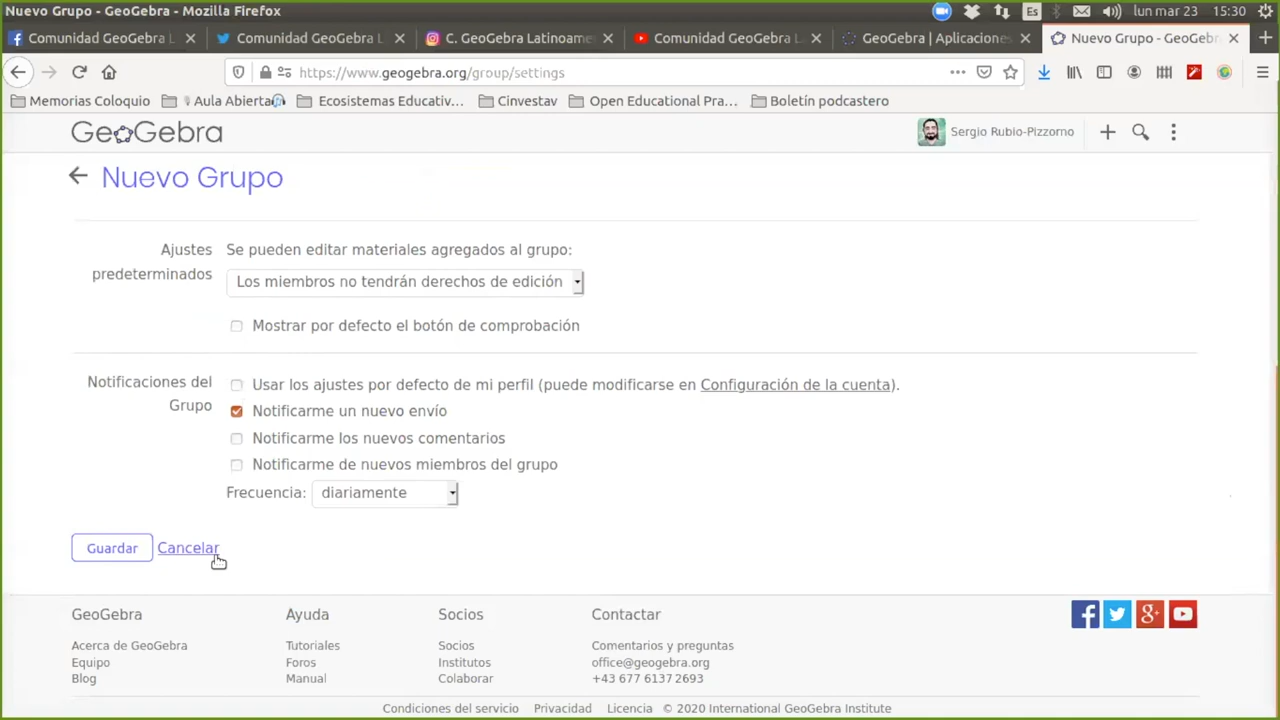 Nuevo Grupo - GeoGebra - Mozilla Firefox
Es
lun mar 23
15:30
Comunidad GeoGebra L
Comunidad GeoGebra L
C. GeoGebra Latinoame
Comunidad GeoGebra L
GeoGebra | Aplicacione
Nuevo Grupo - GeoGebr
https://www.geogebra.org/group/settings
Memorias Coloquio
Aula Abierta
Ecosistemas Educativ...
Cinvestav
Open Educational Pra...
Boletín podcastero
GeoGebra
Sergio Rubio-Pizzorno
Nuevo Grupo
Ajustes predeterminados
Se pueden editar materiales agregados al grupo:
Los miembros no tendrán derechos de edición
Mostrar por defecto el botón de comprobación
Notificaciones del Grupo
Usar los ajustes por defecto de mi perfil (puede modificarse en Configuración de la cuenta).
Notificarme un nuevo envío
Notificarme los nuevos comentarios
Notificarme de nuevos miembros del grupo
Frecuencia: diariamente
Guardar Cancelar
GeoGebra
Acerca de GeoGebra
Equipo
Blog
Ayuda
Tutoriales
Foros
Manual
Socios
Socios
Institutos
Colaborar
Contactar
Comentarios y preguntas
office@geogebra.org
+43 677 6137 2693
Condiciones del servicio Privacidad Licencia © 2020 International GeoGebra Institute